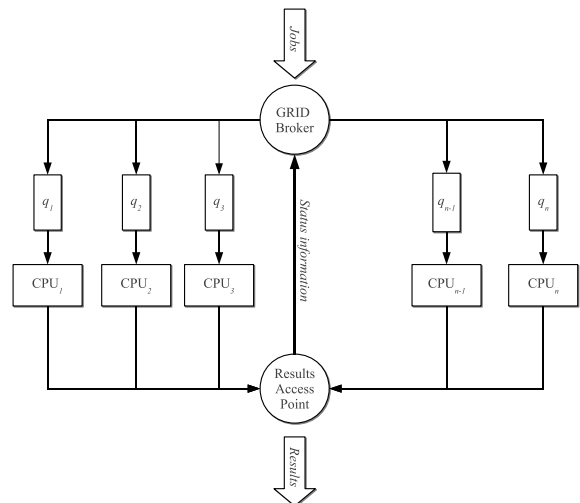 Jobs
GRID
Broker
q1
q2
q3
qn-1
qn
Status information
CPU1
CPU2
CPU3
CPUn-1
CPUn
Results
Access
Point
Results